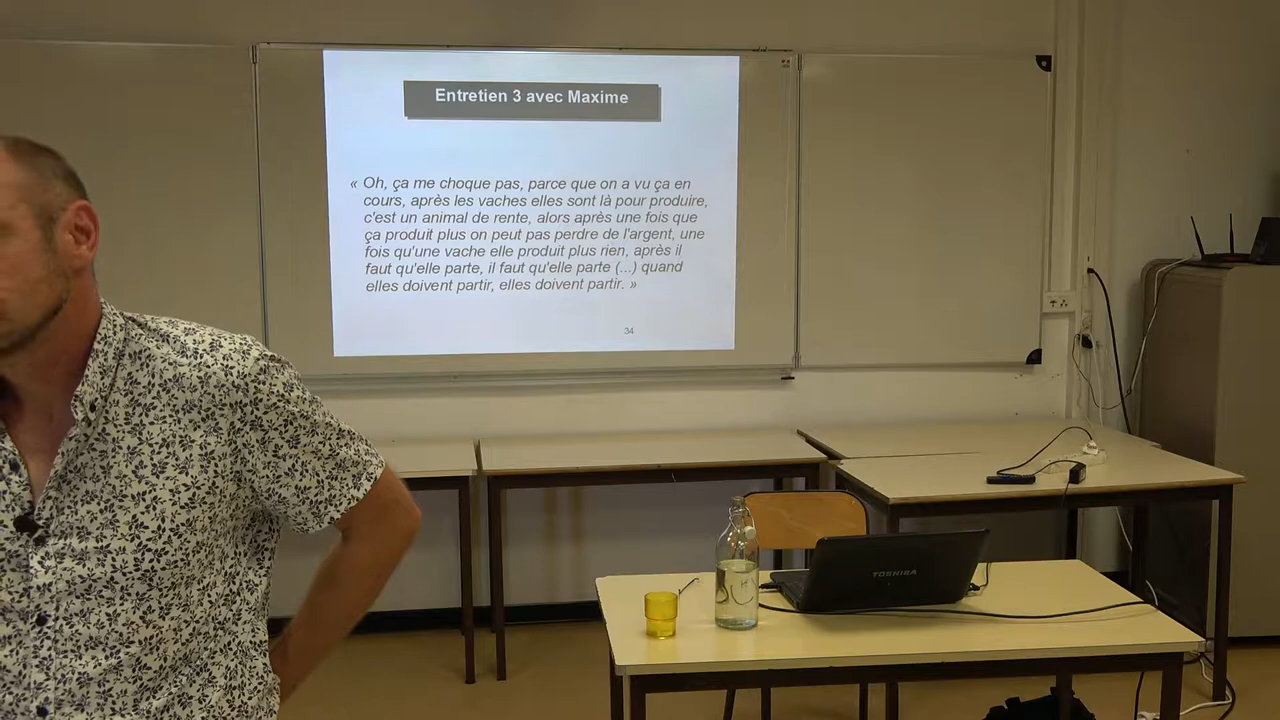 Entretien 3 avec Maxime
« Oh, ça me choque pas, parce que on a vu ça en
cours, après les vaches elles sont là pour produire,
c'est un animal de rente, alors après une fois que
ça produit plus on peut pas perdre de l'argent, une
fois qu'une vache elle produit plus rien, après il
faut qu'elle parte, il faut qu'elle parte (...) quand
elles doivent partir, elles doivent partir. »
34
TOSHIBA